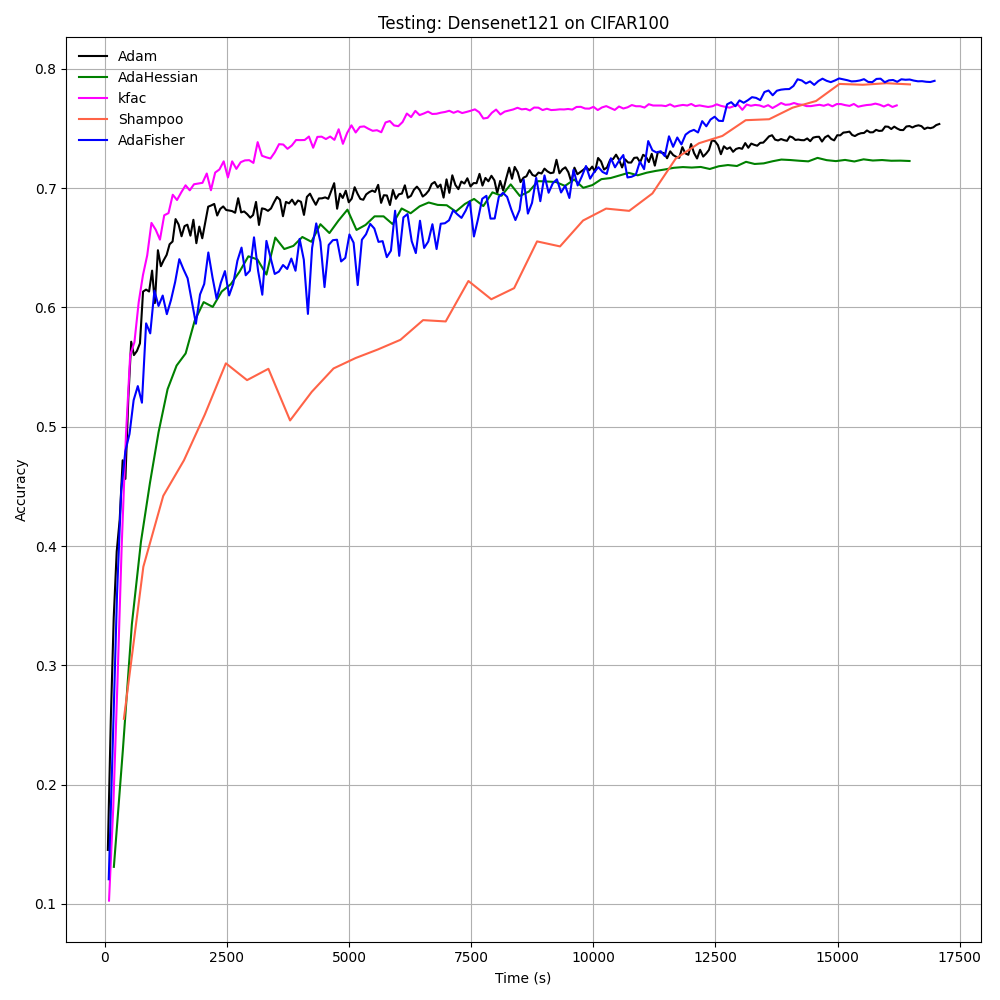 Testing: Densenet121 on CIFAR100
Adam
AdaHessian
kfac
Shampoo
AdaFisher
0.8
0.7
0.6
0.5
0.4
0.3
0.2
0.1
Accuracy
0 2500 5000 7500 10000 12500 15000 17500
Time (s)